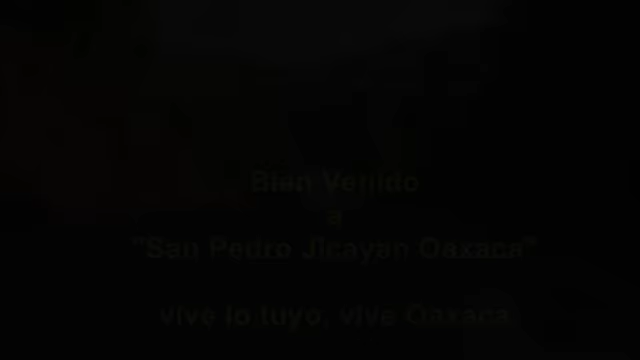 Bien Venido
a
"San Pedro Jicayan Oaxaca"
vive lo tuyo, vive Oaxaca